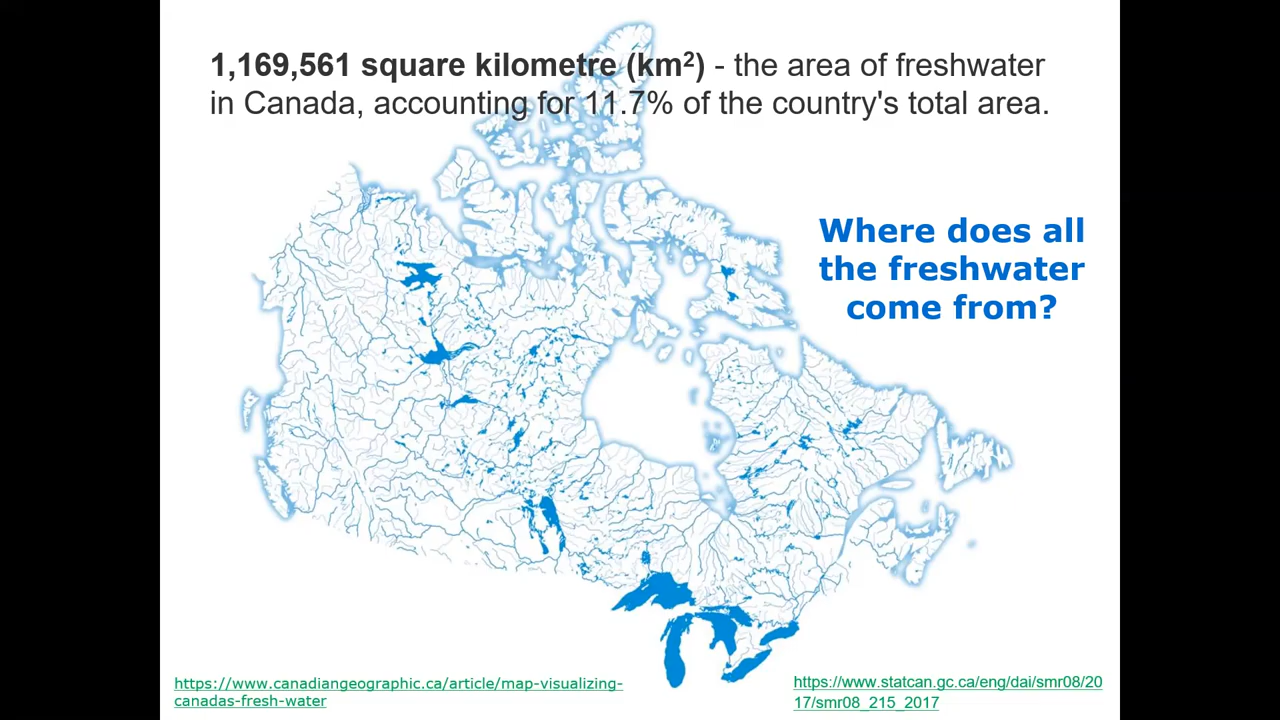 1,169,561 square kilometre (km²) - the area of freshwater
in Canada, accounting for 11.7% of the country's total area.
Where does all
the freshwater
come from?
https://www.canadiangeographic.ca/article/map-visualizing-
canadas-fresh-water
https://www.statcan.gc.ca/eng/dai/smr08/20
17/smr08_215_2017